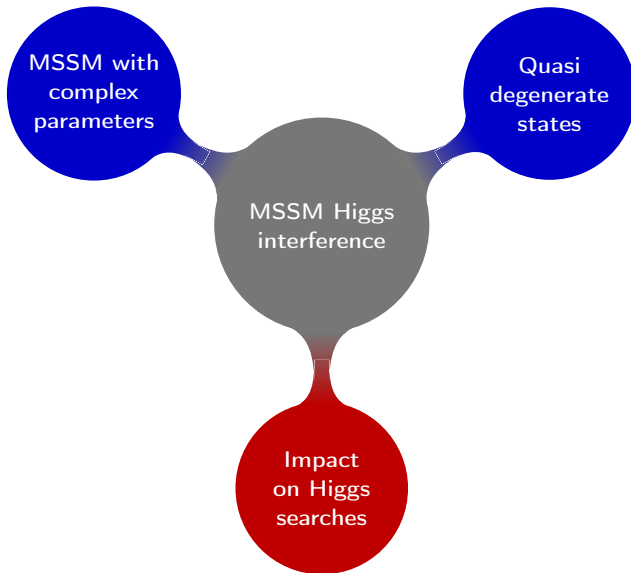 MSSM with
complex
parameters
Quasi
degenerate
states
MSSM Higgs
interference
Impact
on Higgs
searches